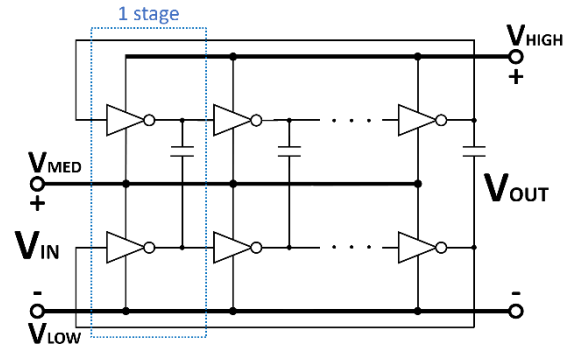 1 stage
VHIGH
+
VMED
+
VOUT
VIN
-
-
VLOW